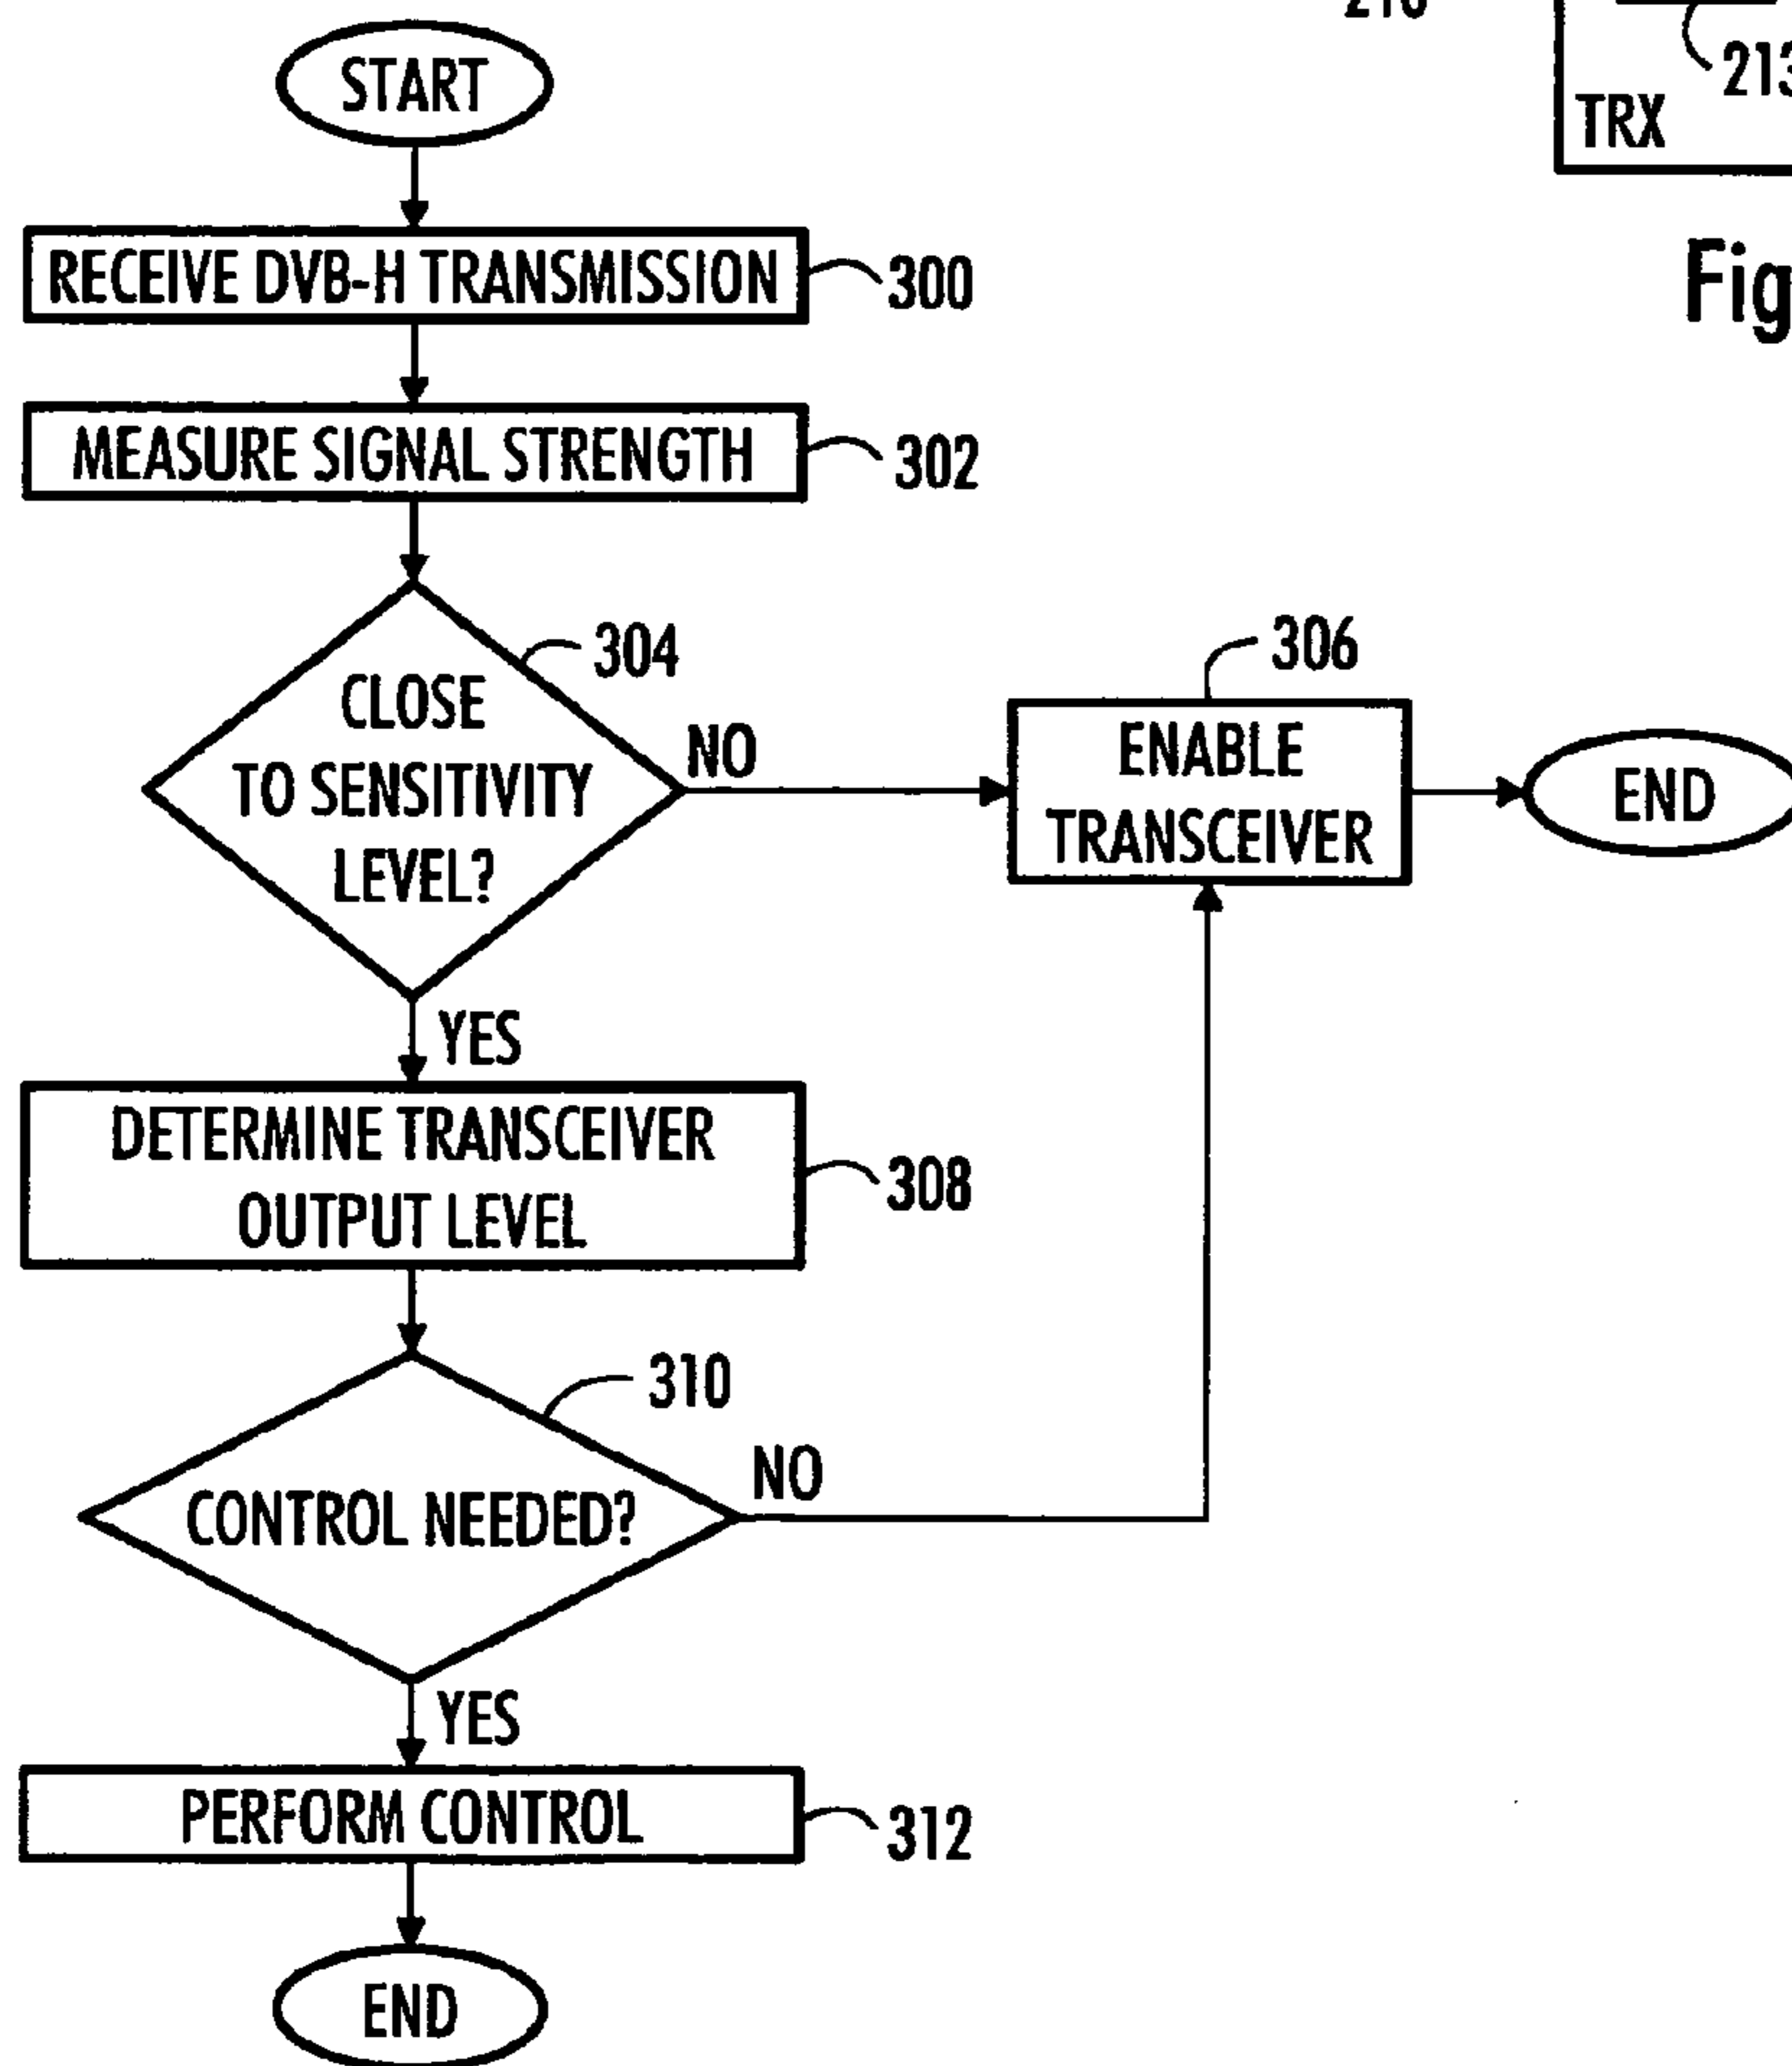 START
TRX
RECEIVE DVB-H TRANSMISSION
300
MEASURE SIGNAL STRENGTH
302
304
CLOSE
TO SENSITIVITY
LEVEL?
NO
306
ENABLE
TRANSCEIVER
END
YES
DETERMINE TRANSCEIVER
OUTPUT LEVEL
308
310
CONTROL NEEDED?
NO
YES
PERFORM CONTROL
312
END